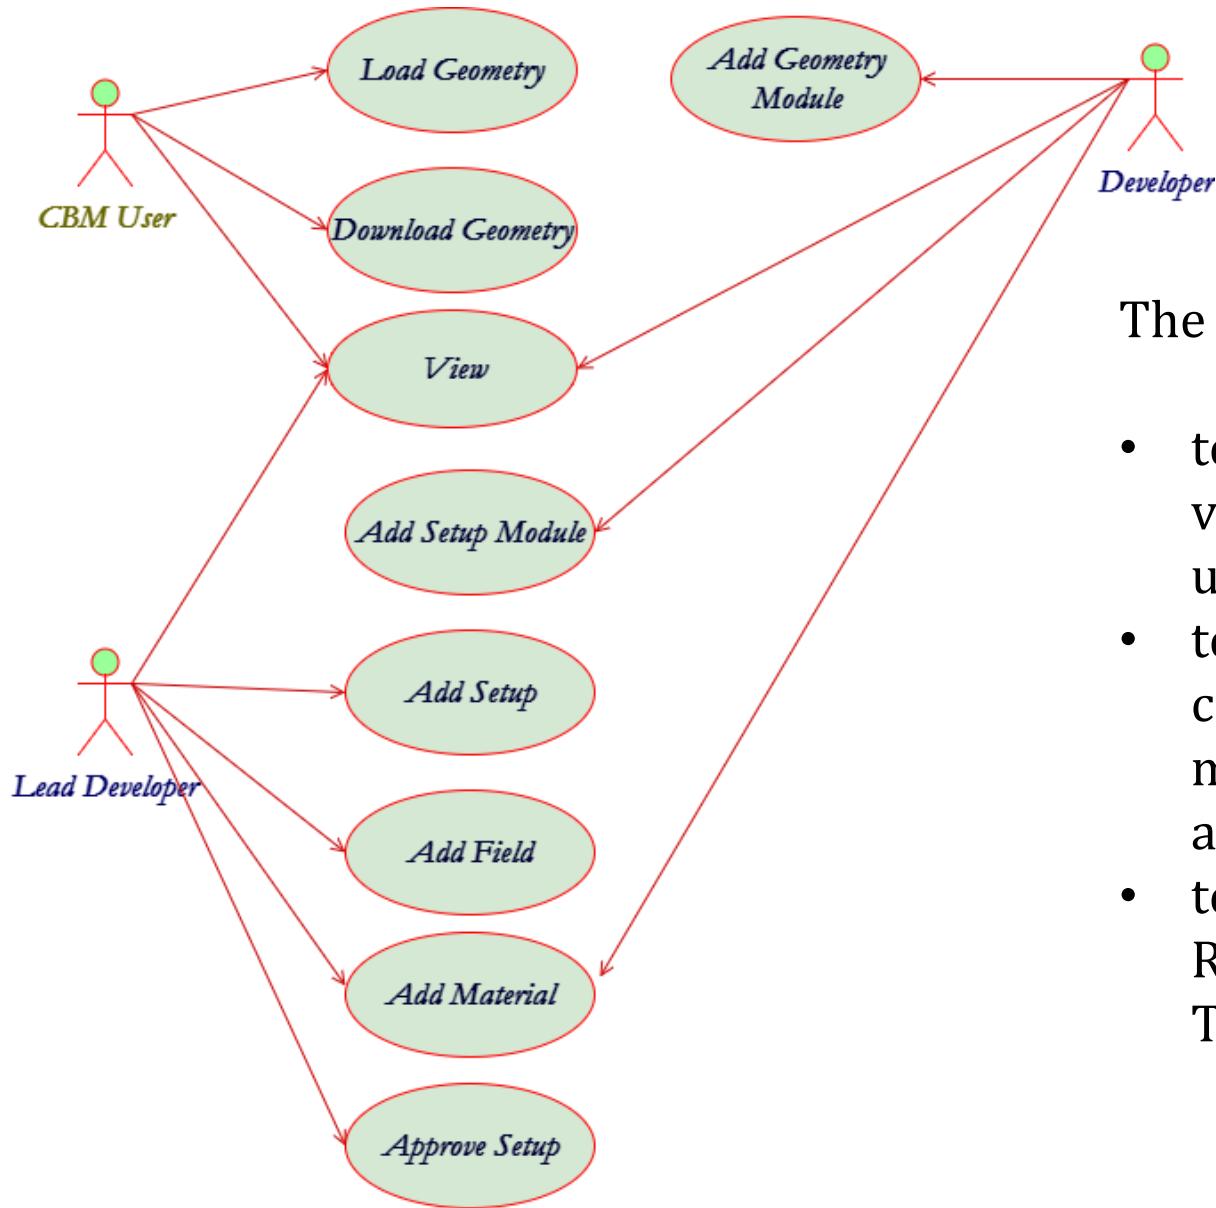 Load Geometry
Add Geometry
Module
CBM User
Developer
Download Geometry
View
Add Setup Module
Add Setup
Lead Developer
Add Field
Add Material
Approve Setup
The
•
•
•